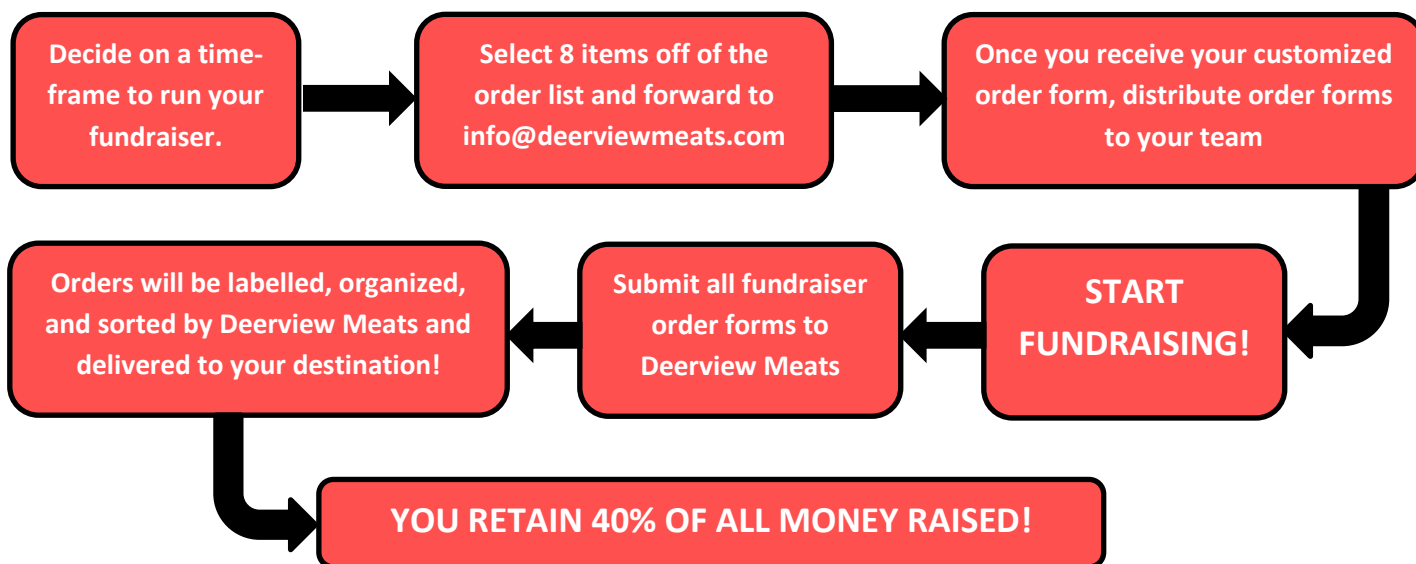 Decide on a time-
frame to run your
fundraiser.
Select 8 items off of the
order list and forward to
info@deerviewmeats.com
Once you receive your customized
order form, distribute order forms
to your team
START
FUNDRAISING!
Submit all fundraiser
order forms to
Deerview Meats
Orders will be labelled, organized,
and sorted by Deerview Meats and
delivered to your destination!
YOU RETAIN 40% OF ALL MONEY RAISED!